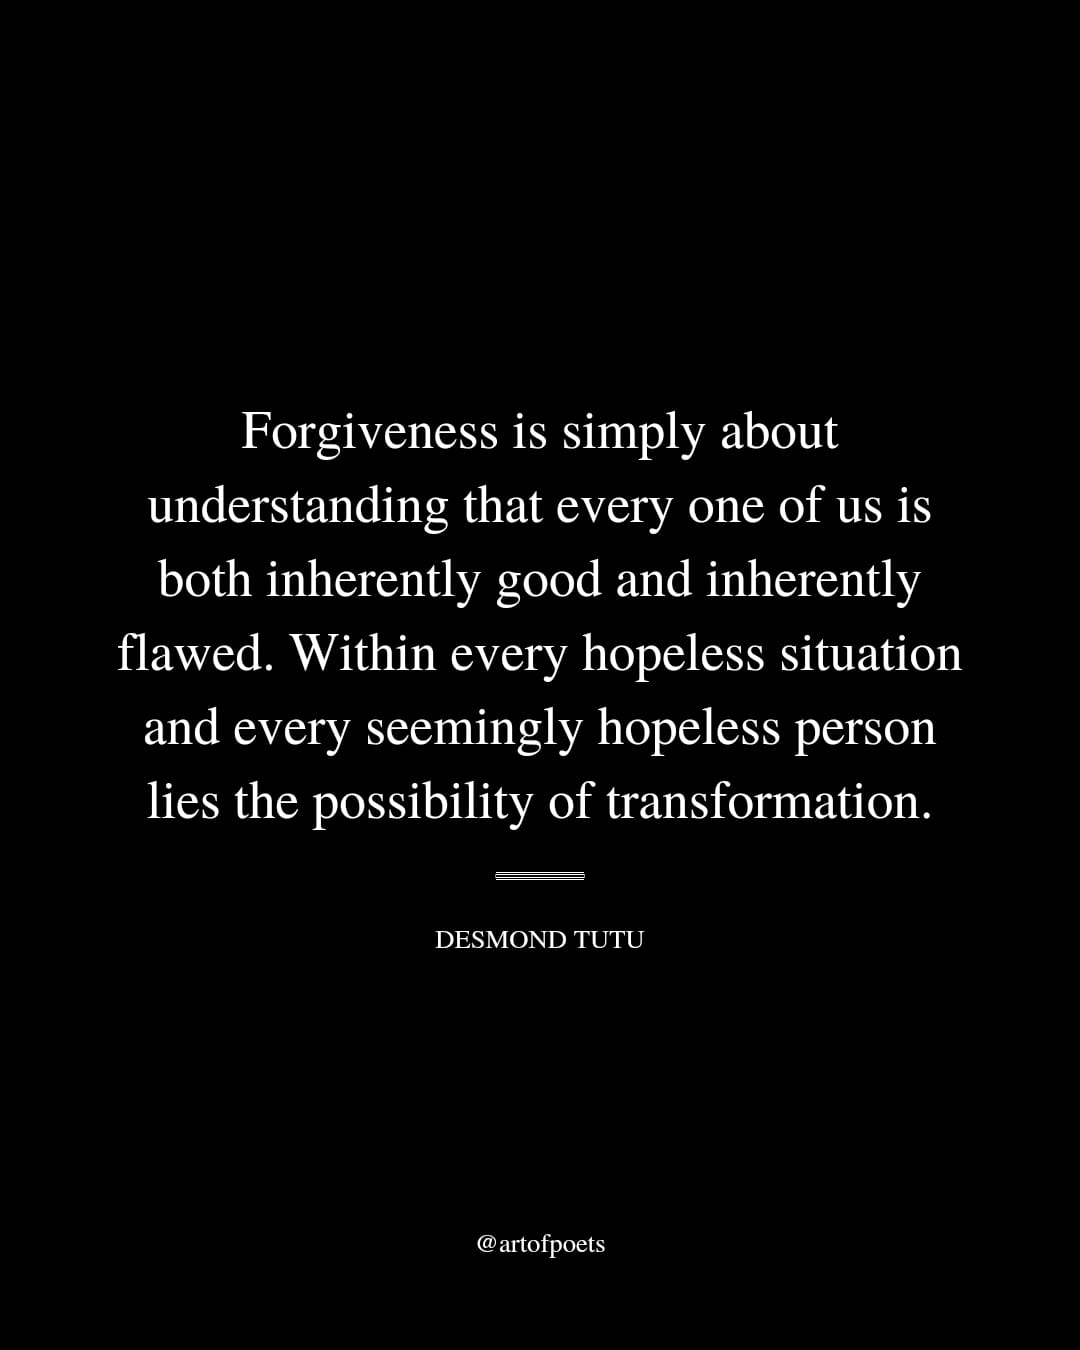 Forgiveness is simply about
understanding that every one of us is
both inherently good and inherently
flawed. Within every hopeless situation
and every seemingly hopeless person
lies the possibility of transformation.
DESMOND TUTU
@artofpoets